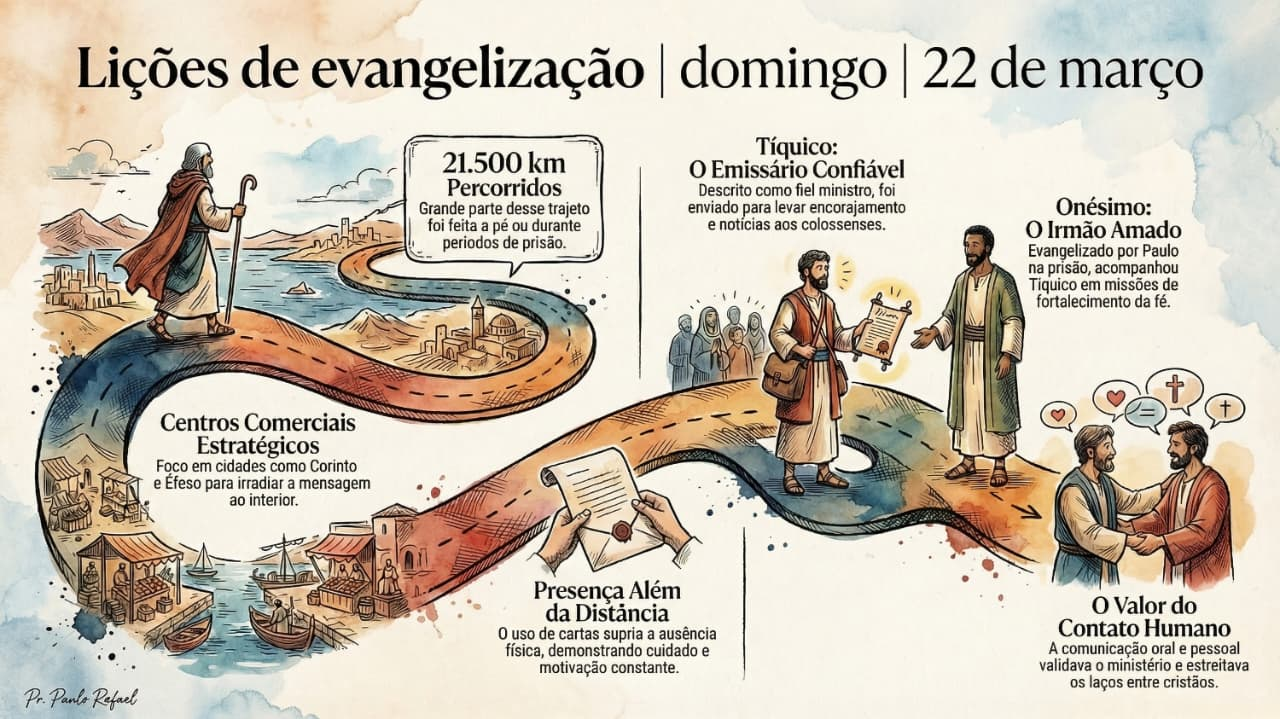 Lições de evangelização | domingo | 22 de março
21.500 km
Percorridos
Grande parte desse trajeto
foi feita a pé ou durante
periodos de prisão.
Centros Comerciais
Estratégicos
Foco em cidades como Corinto
e Éfeso para irradiar a mensagem
ao interior.
Presença Além
da Distância
O uso de cartas supria a ausência
física, demonstrando cuidado e
motivação constante.
Tíquico:
O Emissário Confiável
Descrito como fiel ministro, foi
enviado para levar encorajamento
e notícias aos colossenses.
Onésimo:
O Irmão Amado
Evangelizado por Paulo
na prisão, acompanhou
Tíquico em missões de
fortalecimento da fé.
O Valor do
Contato Humano
A comunicação oral e pessoal
validava o ministério e estreitava
os laços entre cristãos.
Pr. Paulo Rafael